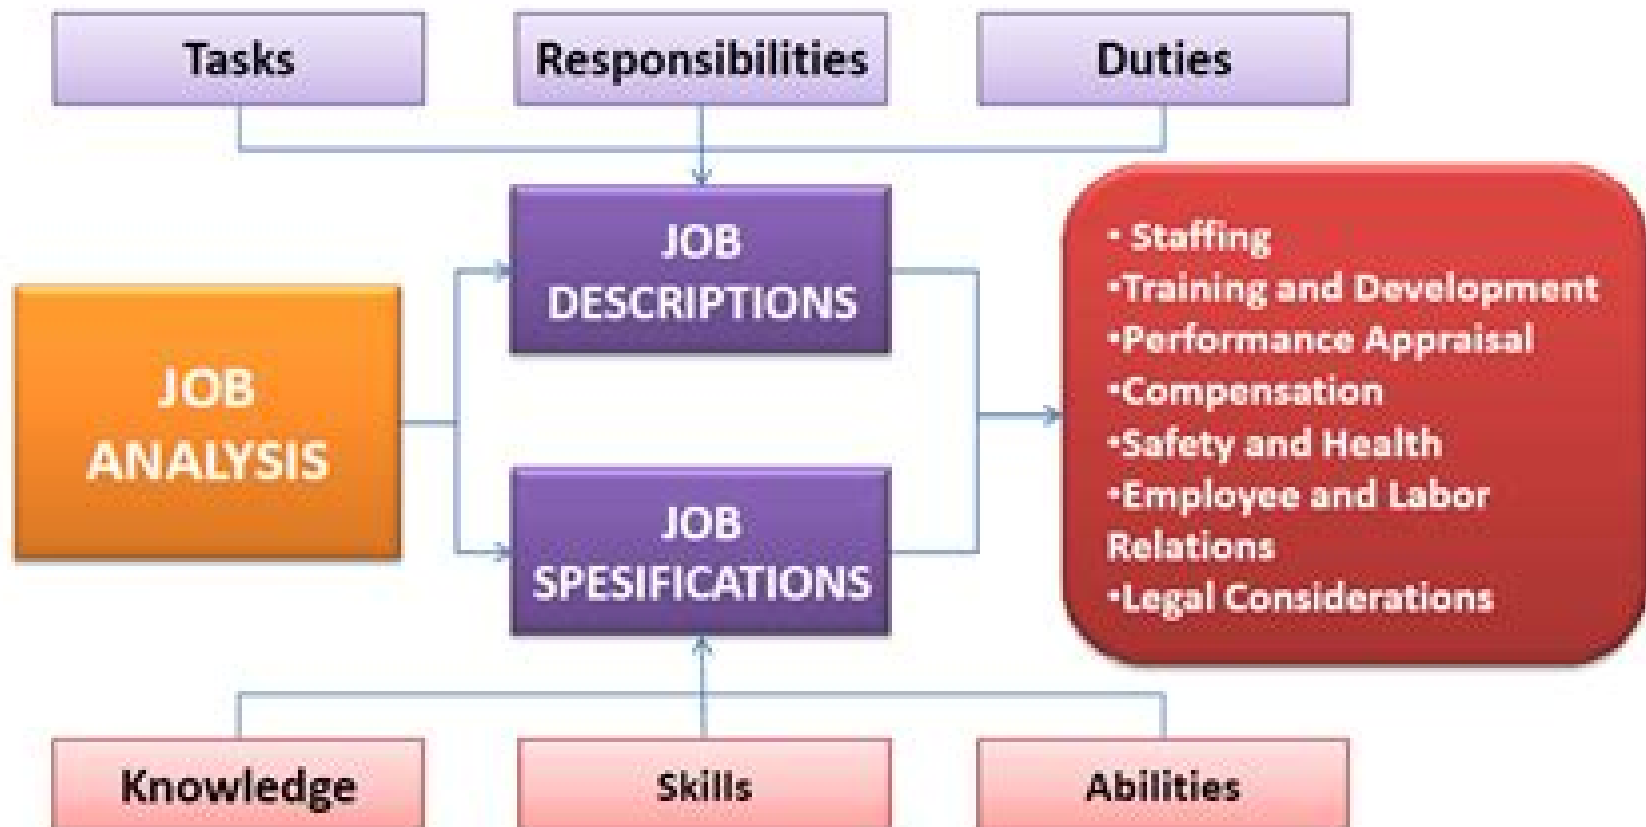 Tasks
Responsibilities
Duties
JOB
DESCRIPTIONS
JOB
ANALYSIS
JOB
SPESIFICATIONS
• Staffing
•Training and Development
•Performance Appraisal
•Compensation
•Safety and Health
•Employee and Labor
Relations
•Legal Considerations
Knowledge
Skills
Abilities